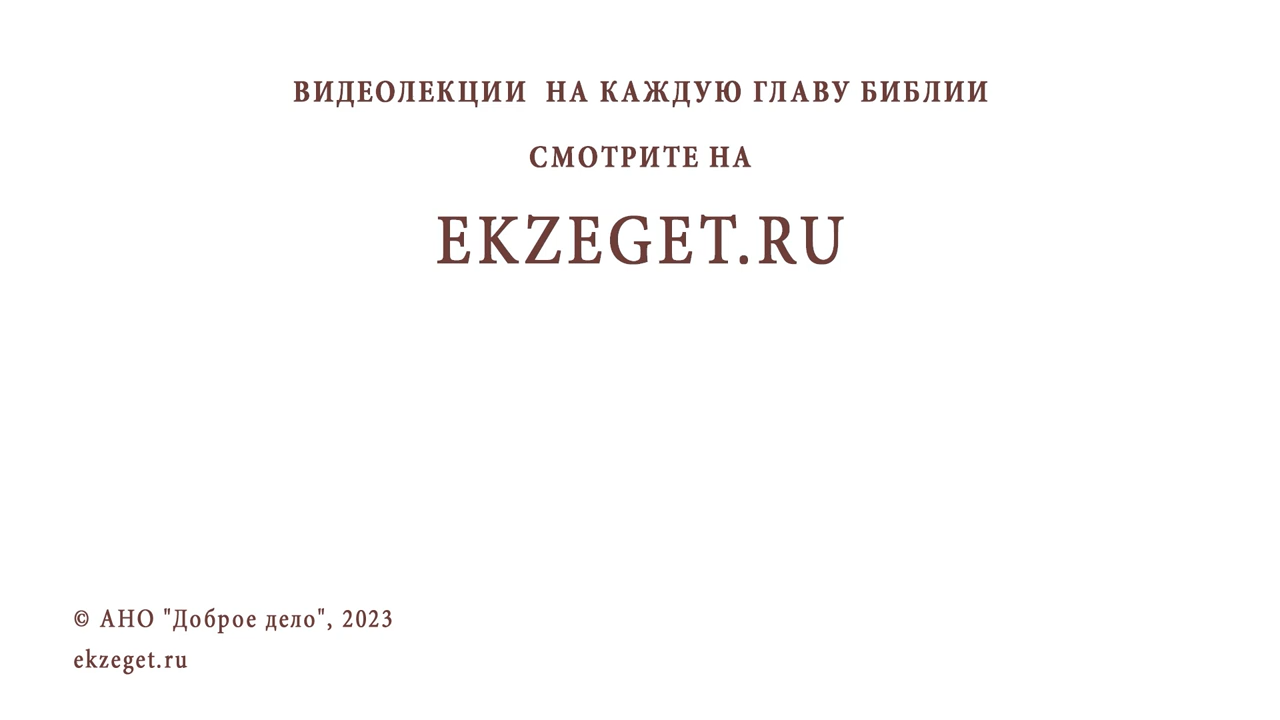 ВИДЕОЛЕКЦИИ НА КАЖДУЮ ГЛАВУ БИБЛИИ
СМОТРИТЕ НА
EKZEGET.RU
© АНО "Доброе дело", 2023
ekzeget.ru